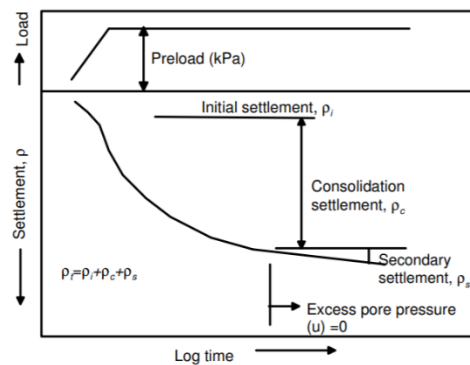 Load
Preload (kPa)
Initial settlement, ρi
Settlement, ρ
Consolidation
settlement, ρc
Secondary
settlement, ρs
ρt=ρi+ρc+ρs
Excess pore pressure
(u) =0
Log time